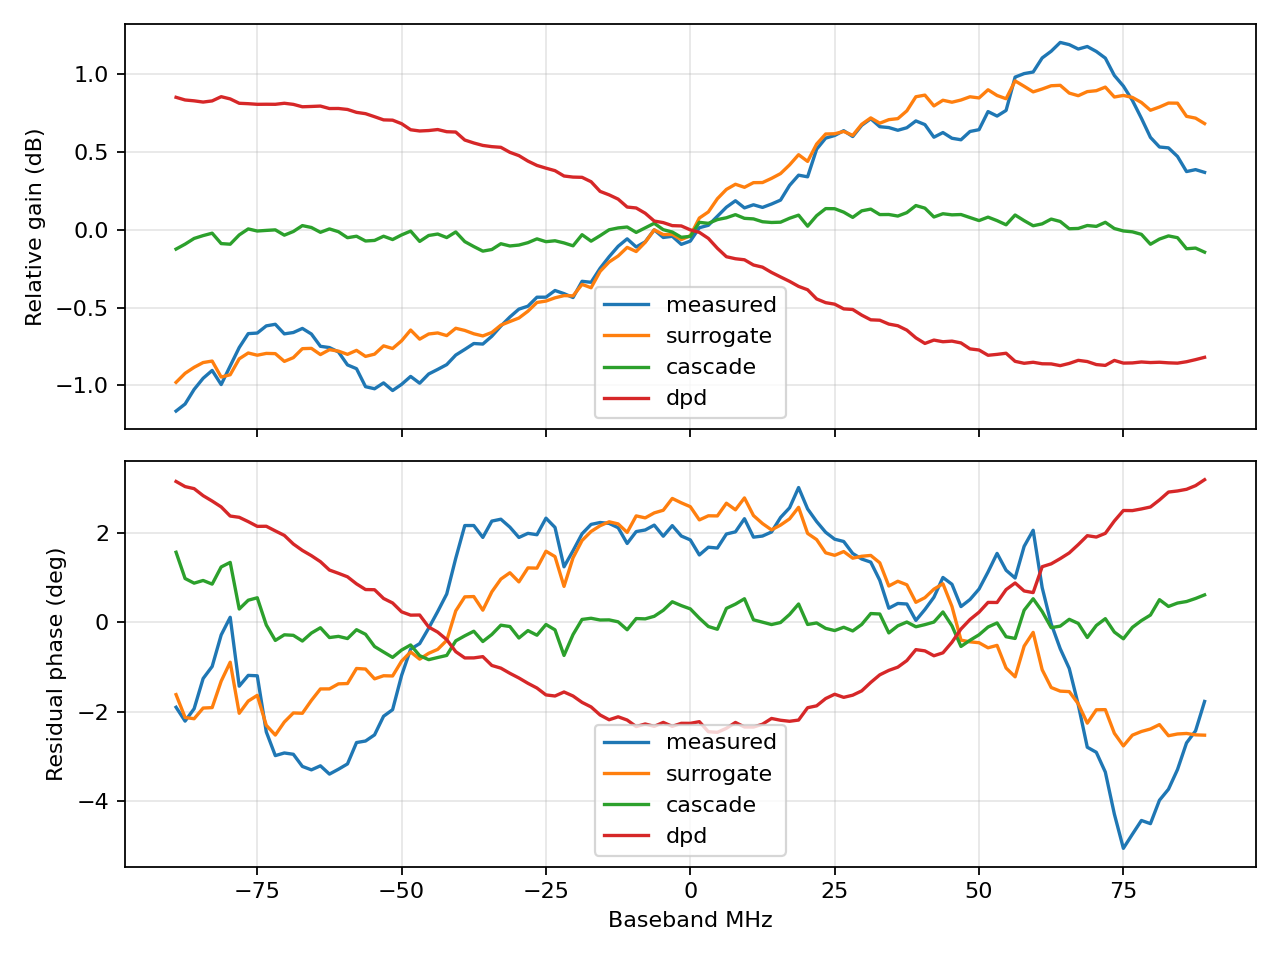 1.0
0.5
0.0
−0.5
−1.0
Relative gain (dB)
measured
surrogate
cascade
dpd
2
0
−2
−4
Residual phase (deg)
measured
surrogate
cascade
dpd
−75 −50 −25 0 25 50 75
Baseband MHz